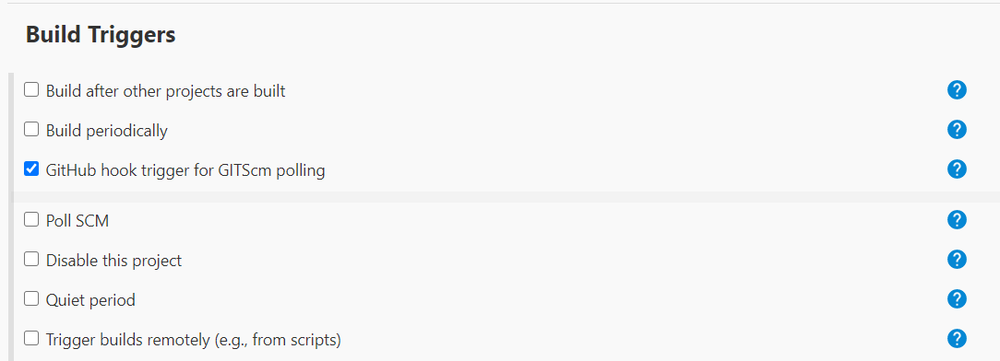 Build Triggers
Build after other projects are built
Build periodically
GitHub hook trigger for GITScm polling
Poll SCM
Disable this project
Quiet period
Trigger builds remotely (e.g., from scripts)